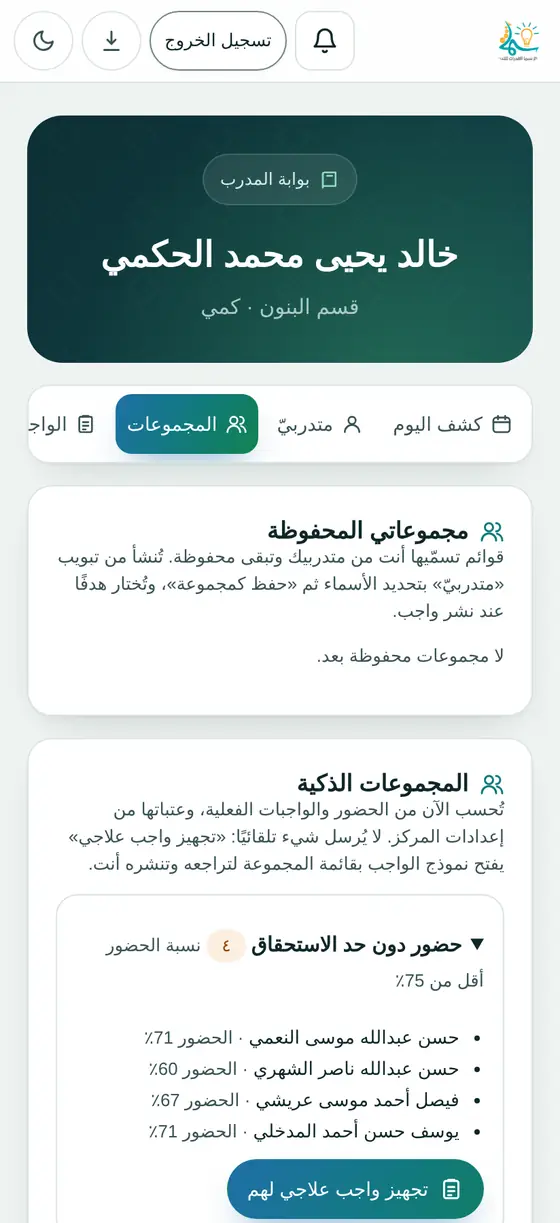 تسجيل الخروج
بوابة المدرب
خالد يحيى محمد الحكمي
قسم البنون · كمي
كشف اليوم
متدربيّ
المجموعات
الواج
مجموعاتي المحفوظة
قوائم تسمّيها أنت من متدربيك وتبقى محفوظة. تُنشأ من تبويب
«متدربيّ» بتحديد الأسماء ثم «حفظ كمجموعة»، وتُختار هدفًا
عند نشر واجب.
لا مجموعات محفوظة بعد.
المجموعات الذكية
تُحسب الآن من الحضور والواجبات الفعلية، وعتباتها من
إعدادات المركز. لا يُرسل شيء تلقائيًا: «تجهيز واجب علاجي»
يفتح نموذج الواجب بقائمة المجموعة لتراجعه وتنشره أنت.
حضور دون حد الاستحقاق ٤ نسبة الحضور
أقل من 75٪
حسن عبدالله موسى النعمي · الحضور 71٪
حسن عبدالله ناصر الشهري · الحضور 60٪
فيصل أحمد موسى عريشي · الحضور 67٪
يوسف حسن أحمد المدخلي · الحضور 71٪
تجهيز واجب علاجي لهم